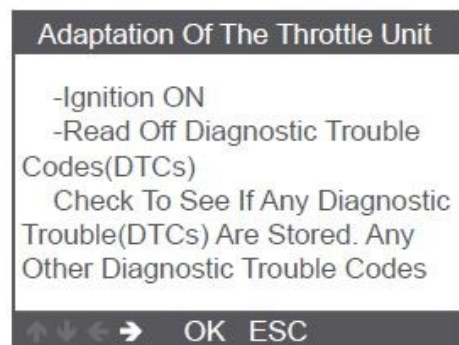 Adaptation Of The Throttle Unit
-Ignition ON
-Read Off Diagnostic Trouble
Codes(DTCs)
Check To See If Any Diagnostic
Trouble(DTCs) Are Stored. Any
Other Diagnostic Trouble Codes
OK ESC